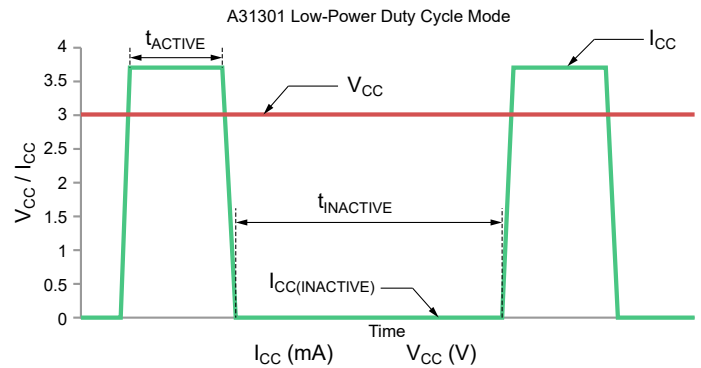 A31301 Low-Power Duty Cycle Mode
tACTIVE
ICC
VCC
VCC / ICC
4
3.5
3
2.5
2
1.5
1
0.5
0
tINACTIVE
ICC(INACTIVE)
Time
ICC (mA) VCC (V)